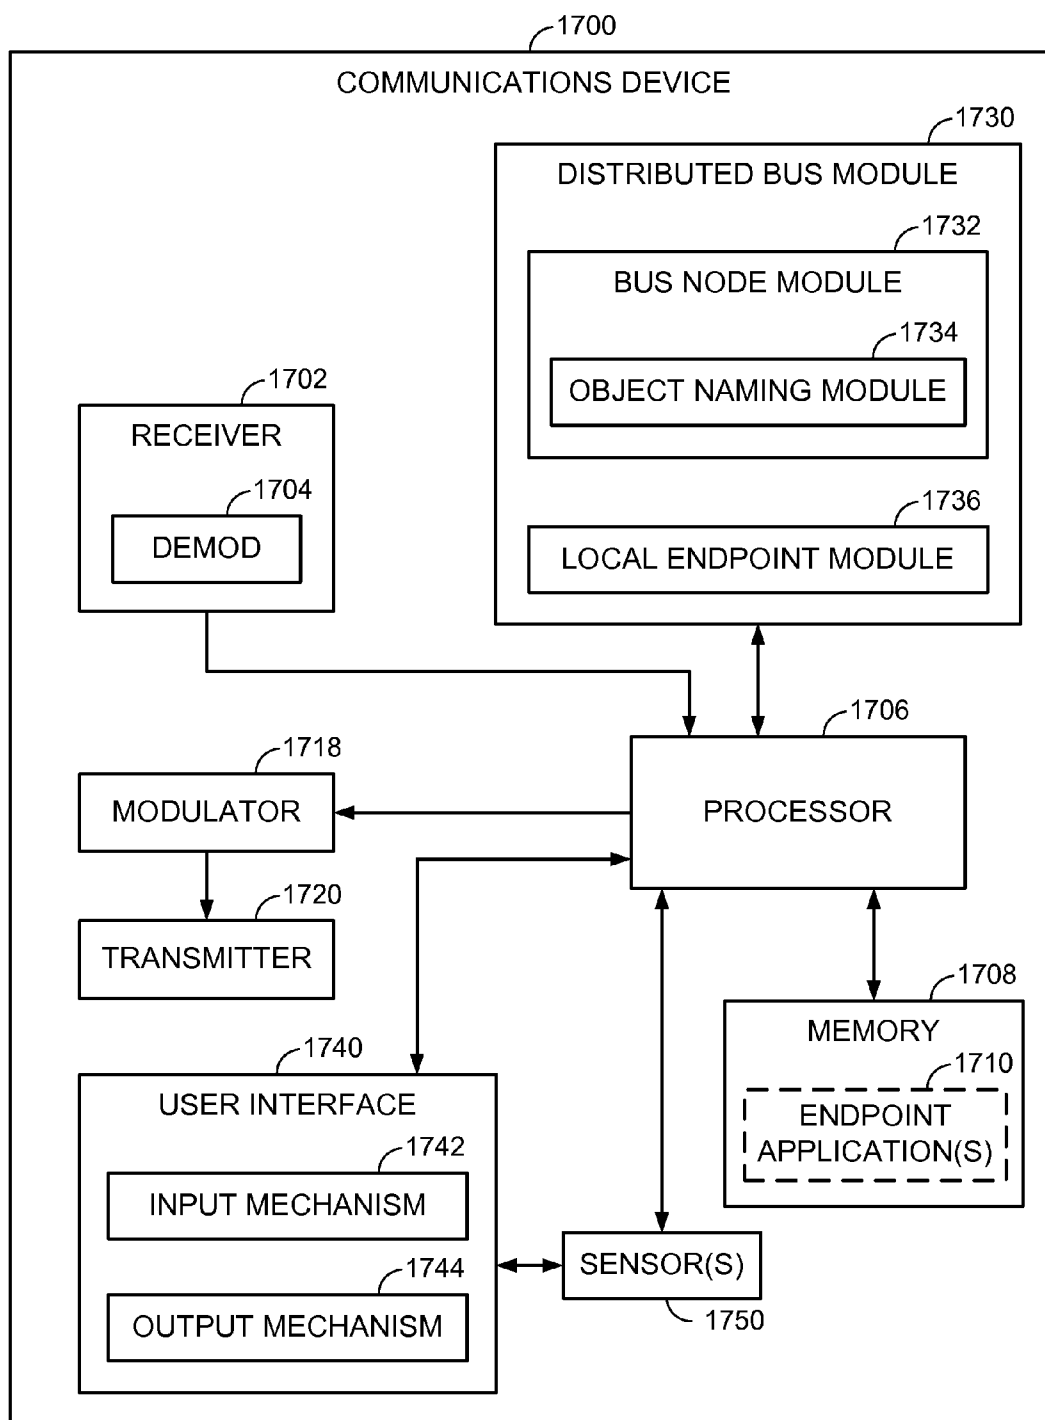 1700
COMMUNICATIONS DEVICE
1730
DISTRIBUTED BUS MODULE
1732
BUS NODE MODULE
1734
OBJECT NAMING MODULE
1736
LOCAL ENDPOINT MODULE
1702
RECEIVER
1704
DEMOD
1706
PROCESSOR
1718
MODULATOR
1720
TRANSMITTER
1708
MEMORY
1710
ENDPOINT
APPLICATION(S)
1740
USER INTERFACE
1742
INPUT MECHANISM
1744
OUTPUT MECHANISM
SENSOR(S)
1750